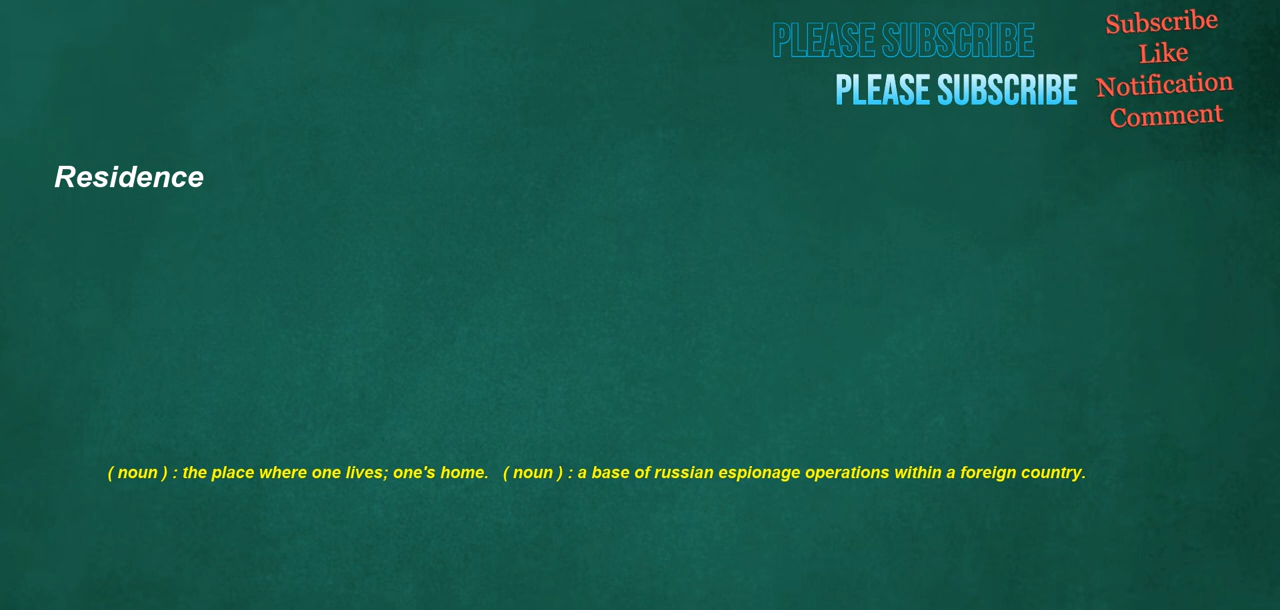 PLEASE SUBSCRIBE
PLEASE SUBSCRIBE
Subscribe
Like
Notification
Comment
Residence
( noun ) : the place where one lives; one's home. ( noun ) : a base of russian espionage operations within a foreign country.